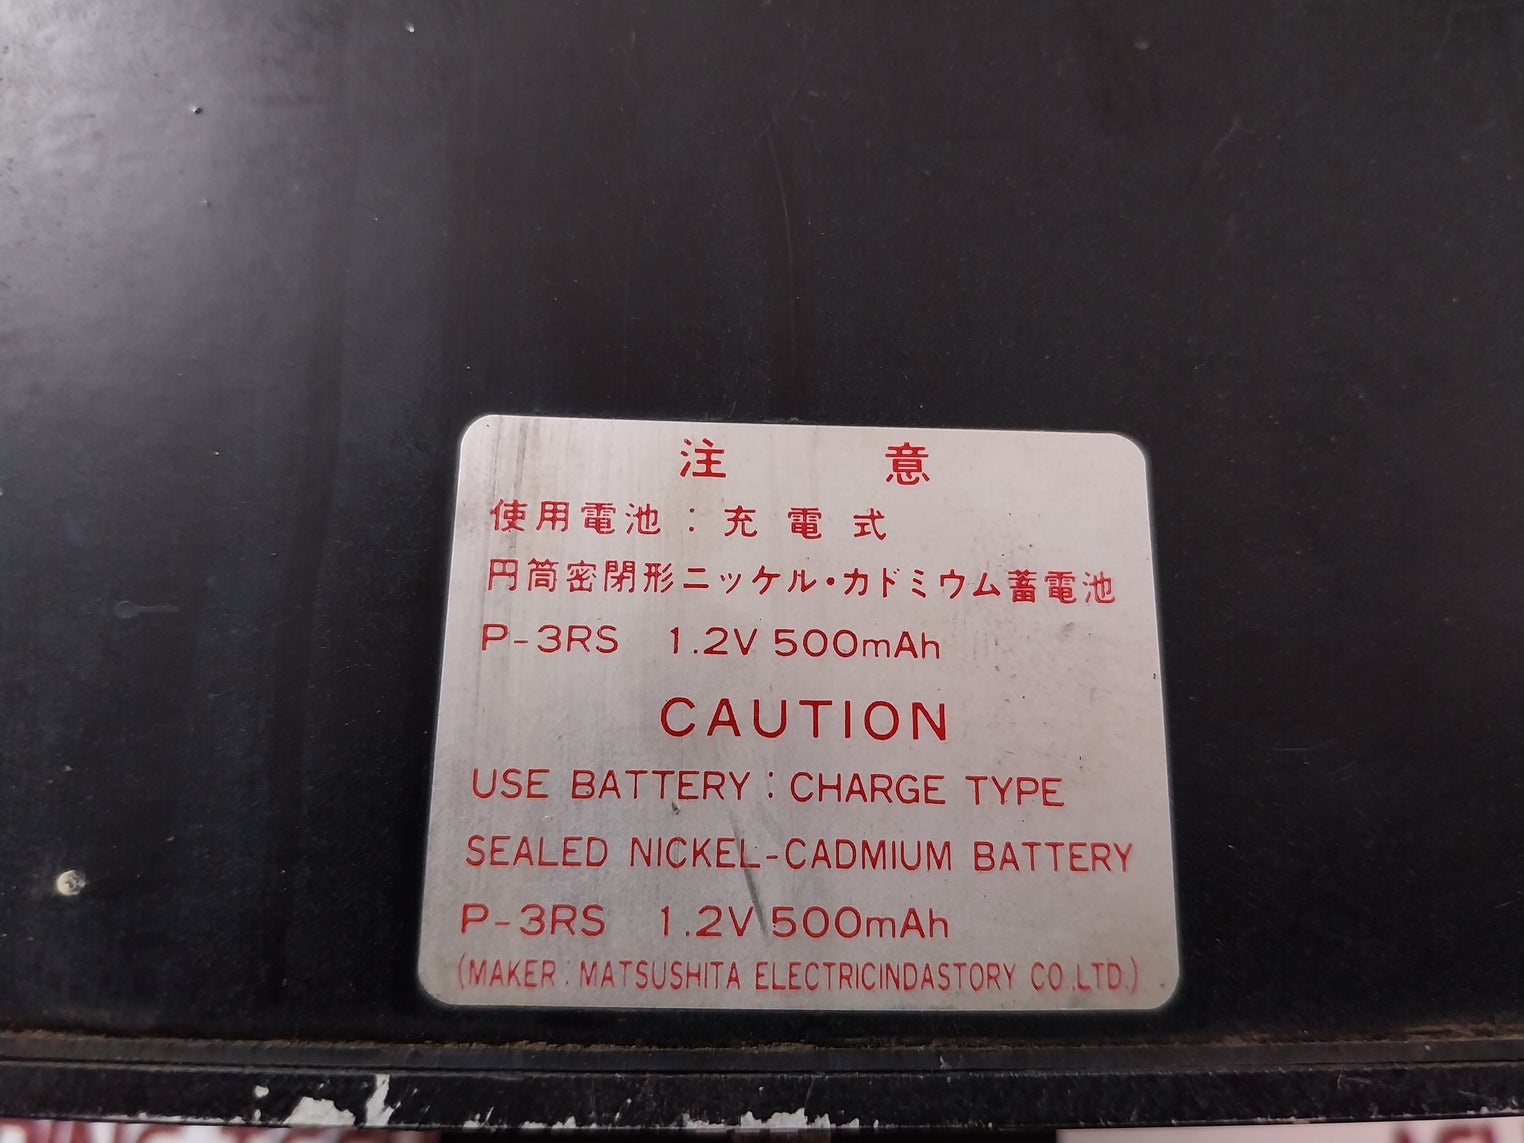 注 意
使用電池：充電式
円筒密閉形ニッケル・カドミウム蓄電池
P-3RS 1.2V 500mAh
CAUTION
USE BATTERY : CHARGE TYPE
SEALED NICKEL-CADMIUM BATTERY
P-3RS 1.2V 500mAh
(MAKER : MATSUSHITA ELECTRICINDASTORY CO.,LTD.)